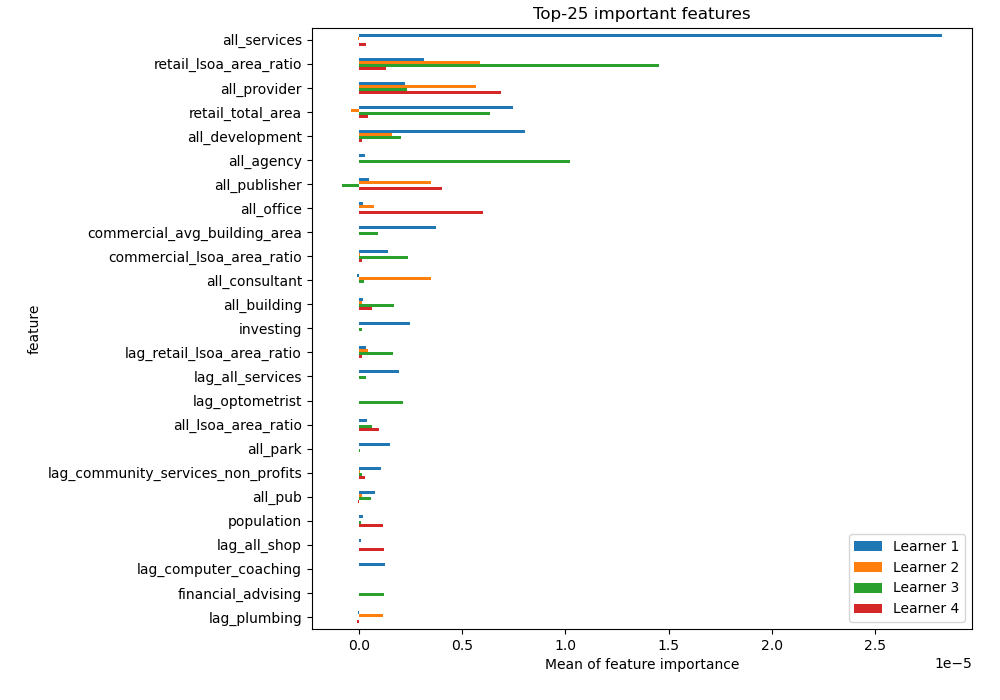 Top-25 important features
feature
all_services
retail_lsoa_area_ratio
all_provider
retail_total_area
all_development
all_agency
all_publisher
all_office
commercial_avg_building_area
commercial_lsoa_area_ratio
all_consultant
all_building
investing
lag_retail_lsoa_area_ratio
lag_all_services
lag_optometrist
all_lsoa_area_ratio
all_park
lag_community_services_non_profits
all_pub
population
lag_all_shop
lag_computer_coaching
financial_advising
lag_plumbing
Learner 1
Learner 2
Learner 3
Learner 4
0.0 0.5 1.0 1.5 2.0 2.5
1e−5
Mean of feature importance